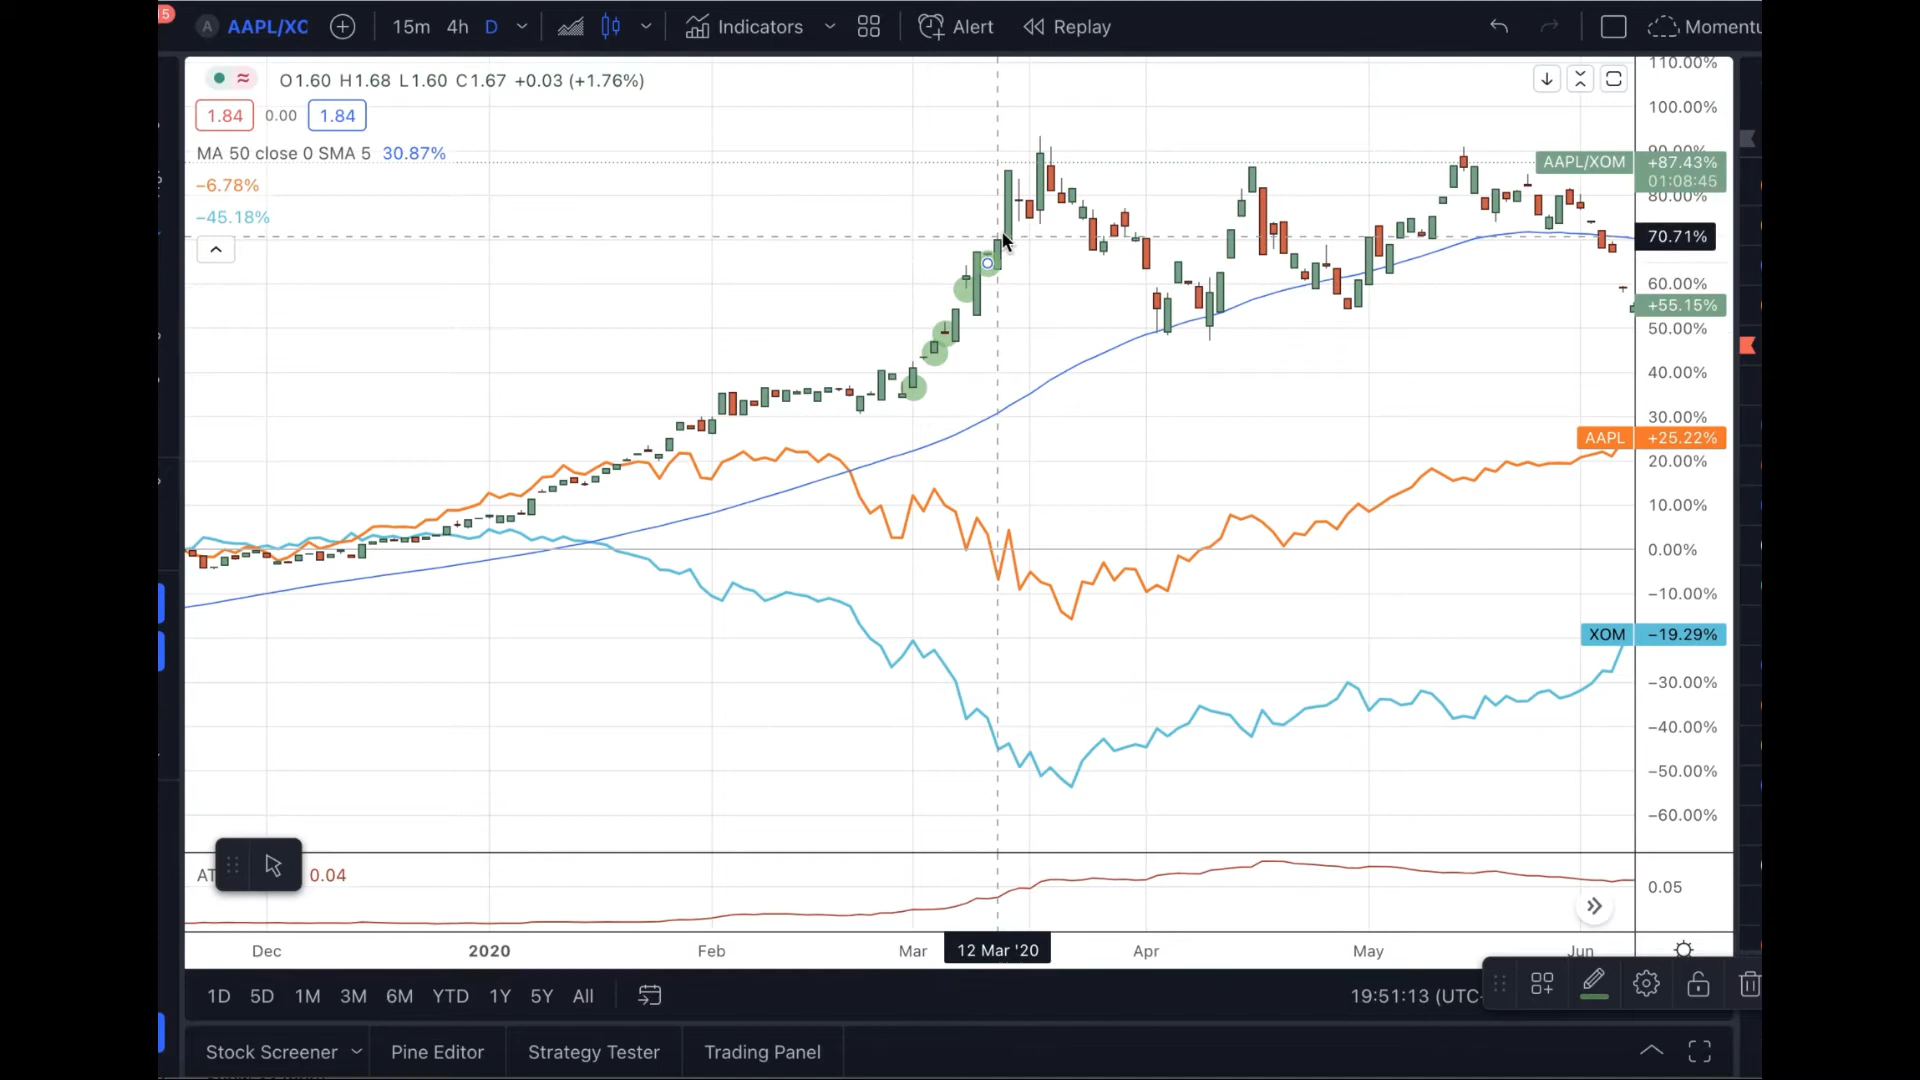 5
A AAPL/XC 15m 4h D Indicators Alert Replay Momentu
O1.60 H1.68 L1.60 C1.67 +0.03 (+1.76%)
1.84 0.00 1.84
MA 50 close 0 SMA 5 30.87%
−6.78%
−45.18%
110.00%
100.00%
90.00%
AAPL/XOM +87.43%
01:08:45
80.00%
70.71%
60.00%
+55.15%
50.00%
40.00%
30.00%
AAPL +25.22%
20.00%
10.00%
0.00%
−10.00%
XOM −19.29%
−30.00%
−40.00%
−50.00%
−60.00%
AT 0.04
0.05
Dec 2020 Feb Mar 12 Mar '20 Apr May Jun
1D 5D 1M 3M 6M YTD 1Y 5Y All 19:51:13 (UTC-
Stock Screener Pine Editor Strategy Tester Trading Panel